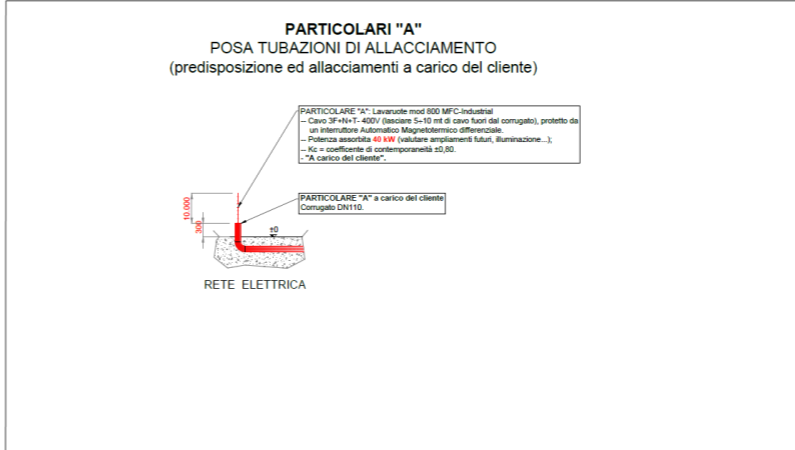 PARTICOLARI "A"
POSA TUBAZIONI DI ALLACCIAMENTO
(predisposizione ed allacciamenti a carico del cliente)
PARTICOLARE "A": Lavaruote mod 800 MFC-Industrial
– Cavo 3F+N+T- 400V (lasciare 5÷10 mt di cavo fuori dal corrugato), protetto da
un interruttore Automatico Magnetotermico differenziale.
– Potenza assorbita 40 kW (valutare ampliamenti futuri, illuminazione...);
– Kc = coefficente di contemporaneità ±0,80.
- "A carico del cliente".
PARTICOLARE "A" a carico del cliente
Corrugato DN110.
10.000
300
±0
RETE ELETTRICA